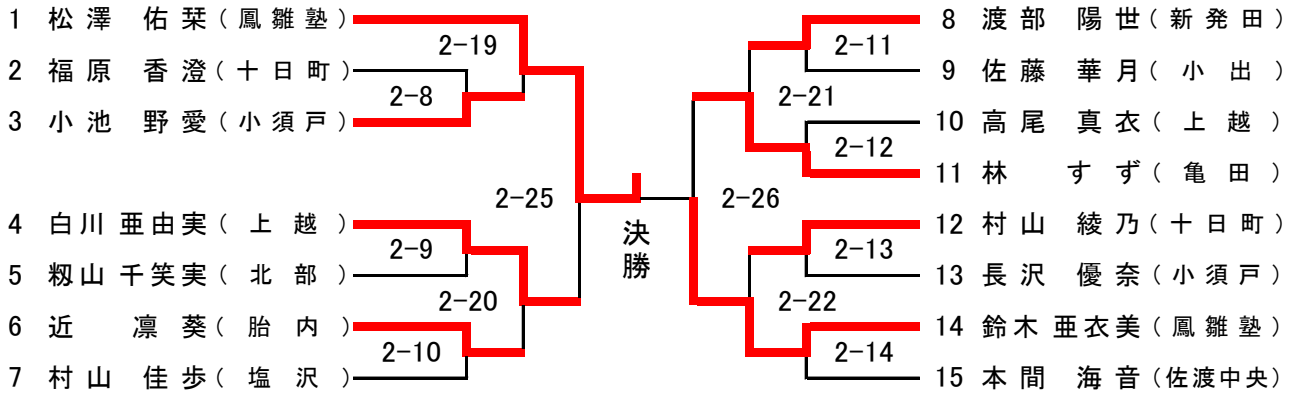 1 松澤 佑栞(鳳雛塾)
2 福原 香澄(十日町)
3 小池 野愛(小須戸)
4 白川 亜由実(上越)
5 籾山 千笑実(北部)
6 近 凛葵(胎内)
7 村山 佳歩(塩沢)
2-19
2-8
2-9
2-20
2-10
2-25
決勝
2-26
2-11
2-21
2-12
2-13
2-22
2-14
8 渡部 陽世(新発田)
9 佐藤 華月(小出)
10 高尾 真衣(上越)
11 林 すず(亀田)
12 村山 綾乃(十日町)
13 長沢 優奈(小須戸)
14 鈴木 亜衣美(鳳雛塾)
15 本間 海音(佐渡中央)